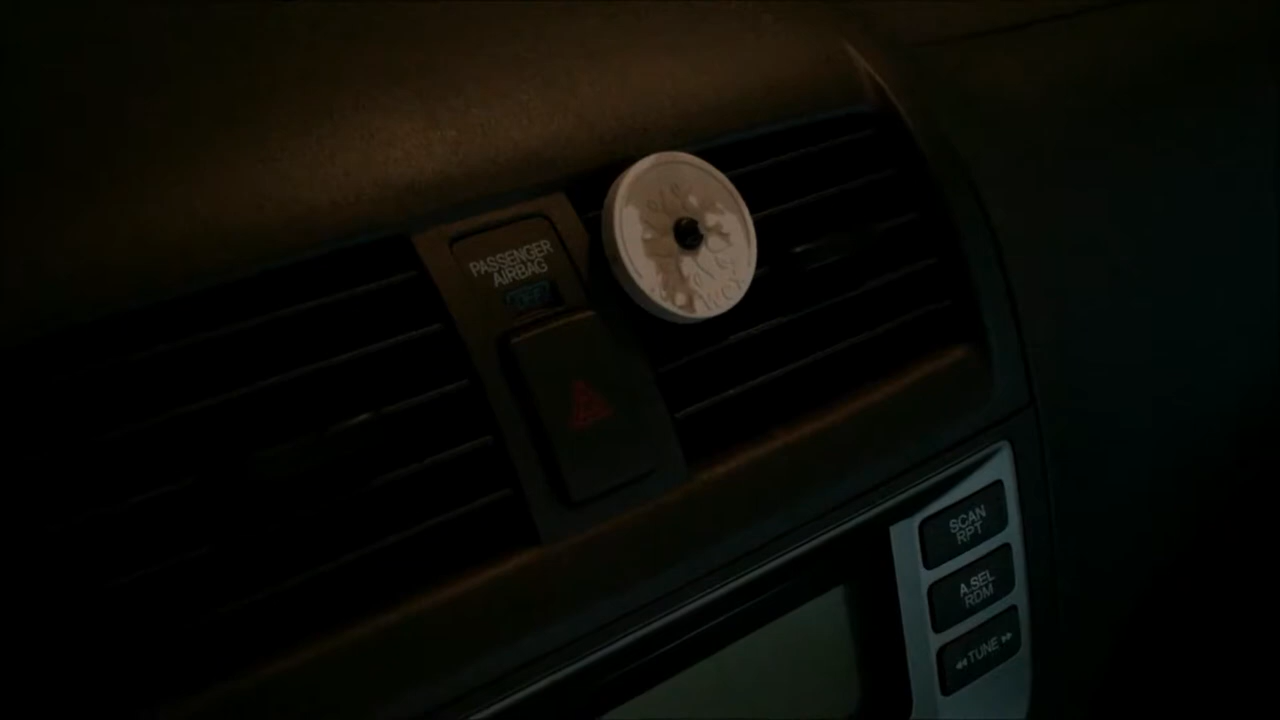 PASSENGER
AIRBAG
OFF
SCAN
RPT
A.SEL
RDM
TUNE